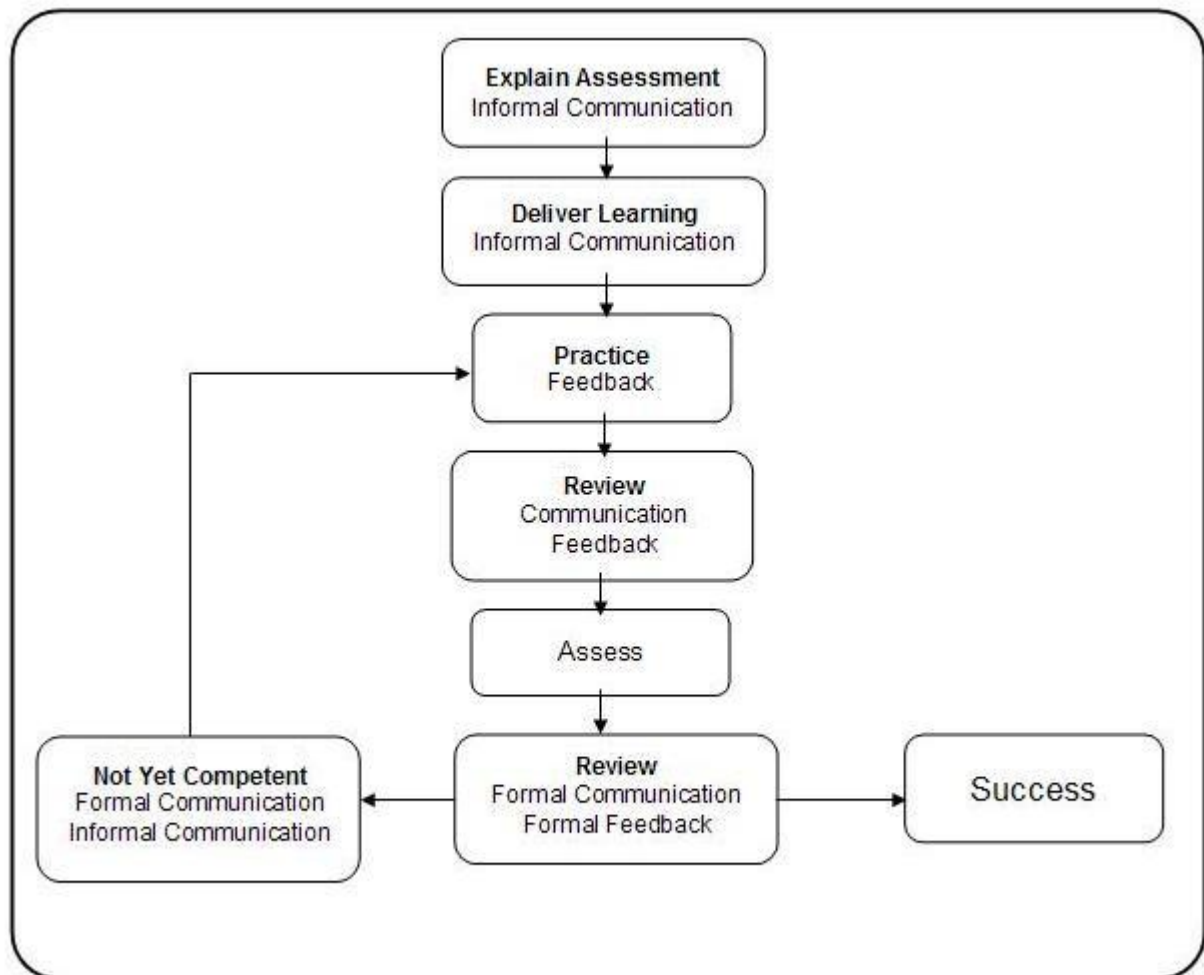 Explain Assessment
Informal Communication
Deliver Learning
Informal Communication
Practice
Feedback
Review
Communication
Feedback
Assess
Not Yet Competent
Formal Communication
Informal Communication
Review
Formal Communication
Formal Feedback
Success